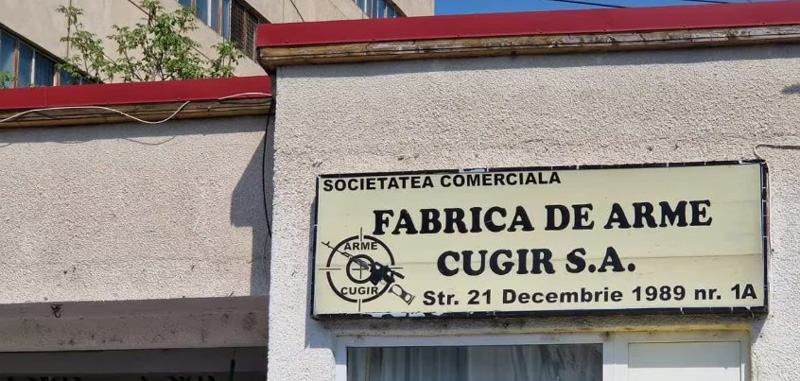 SOCIETATEA COMERCIALA
FABRICA DE ARME
CUGIR S.A.
ARME
CUGIR
Str. 21 Decembrie 1989 nr. 1A